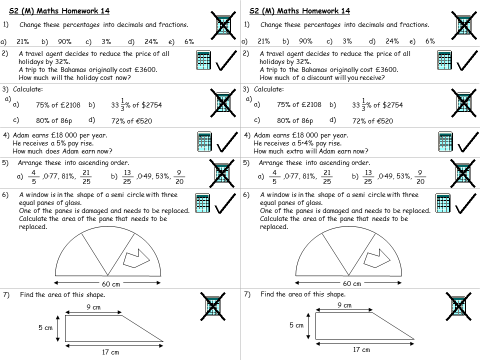 S2 (M) Maths Homework 14
1) Change these percentages into decimals and fractions.
a) 21% b) 90% c) 3% d) 24% e) 6%
2) A travel agent decides to reduce the price of all
holidays by 32%.
A trip to the Bahamas originally cost £3600.
How much will the holiday cost now?
3) Calculate:
a)
a) 75% of £2108 b) 33 1/3 % of $2754
c) 80% of 86p d) 72% of €520
4) Adam earns £18 000 per year.
He receives a 5% pay rise.
How much does Adam earn now?
5) Arrange these into ascending order.
a) 4/5 , 0·77, 81%, 21/25 b) 13/25 , 0·49, 53%, 9/20
6) A window is in the shape of a semi circle with three
equal panes of glass.
One of the panes is damaged and needs to be replaced.
Calculate the area of the pane that needs to be
replaced.
60 cm
7) Find the area of this shape.
9 cm
5 cm
17 cm
S2 (M) Maths Homework 14
1) Change these percentages into decimals and fractions.
a) 21% b) 90% c) 3% d) 24% e) 6%
2) A travel agent decides to reduce the price of all
holidays by 32%.
A trip to the Bahamas originally cost £3600.
How much of a discount will you receive?
3) Calculate:
a)
a) 75% of £2108 b) 33 1/3 % of $2754
c) 80% of 86p d) 72% of €520
4) Adam earns £18 000 per year.
He receives a 5·4% pay rise.
How much extra will Adam earn now?
5) Arrange these into ascending order.
a) 4/5 , 0·77, 81%, 21/25 b) 13/25 , 0·49, 53%, 9/20
6) A window is in the shape of a semi circle with three
equal panes of glass.
One of the panes is damaged and needs to be replaced.
Calculate the area of the pane that needs to be
replaced.
60 cm
7) Find the area of this shape.
9 cm
5 cm
17 cm